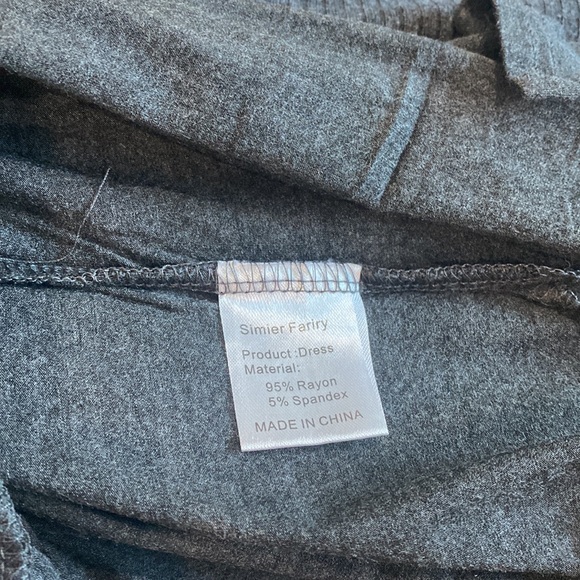 Simier Fariry
Product :Dress
Material:
95% Rayon
5% Spandex
MADE IN CHINA